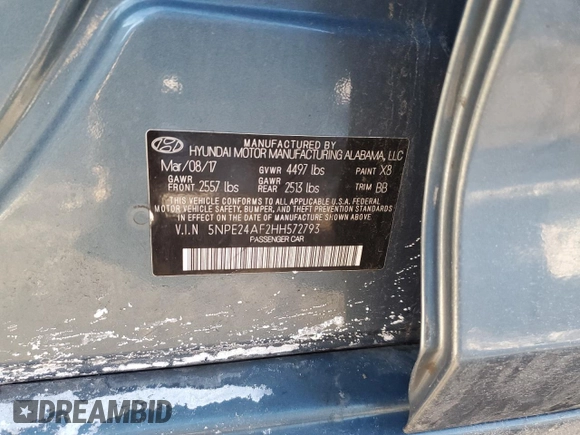 MANUFACTURED BY
HYUNDAI MOTOR MANUFACTURING ALABAMA, LLC
Mar/08/17 GVWR 4497 lbs PAINT X8
GAWR FRONT 2557 lbs GAWR REAR 2513 lbs TRIM BB
THIS VEHICLE CONFORMS TO ALL APPLICABLE U.S.A FEDERAL
MOTOR VEHICLE SAFETY, BUMPER, AND THEFT PREVENTION STANDARDS
IN EFFECT ON THE DATE OF MANUFACTURE SHOWN ABOVE.
V.I.N 5NPE24AF2HH572793
PASSENGER CAR
DREAMBID